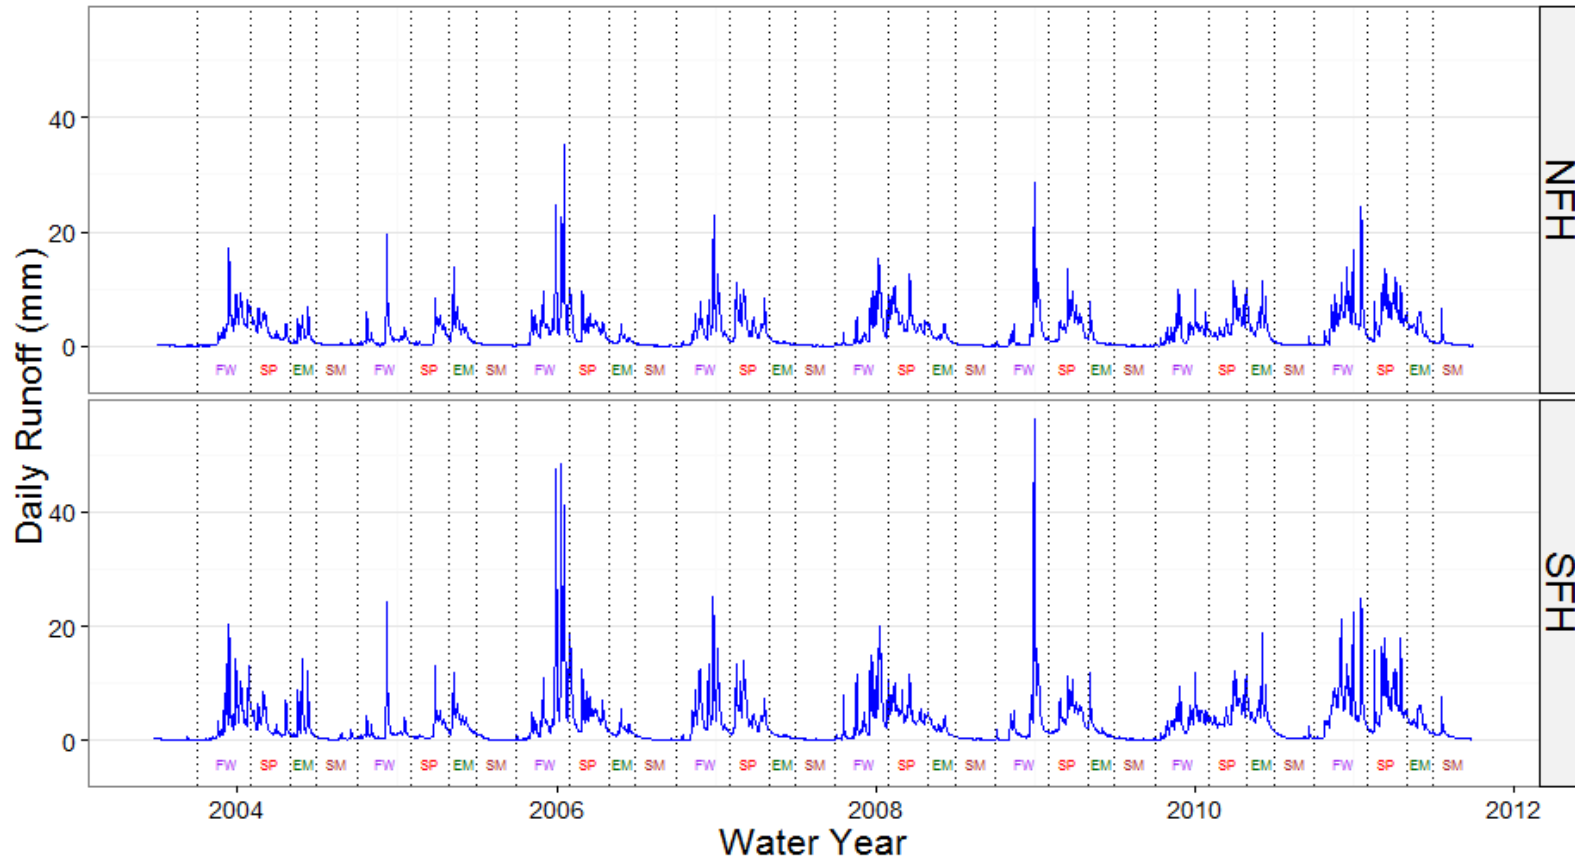 40
20
0
FW SP EM SM FW SP EM SM FW SP EM SM FW SP EM SM FW SP EM SM FW SP EM SM FW SP EM SM FW SP EM SM
NFH
Daily Runoff (mm)
40
20
0
FW SP EM SM FW SP EM SM FW SP EM SM FW SP EM SM FW SP EM SM FW SP EM SM FW SP EM SM FW SP EM SM
SFH
2004 2006 2008 2010 2012
Water Year